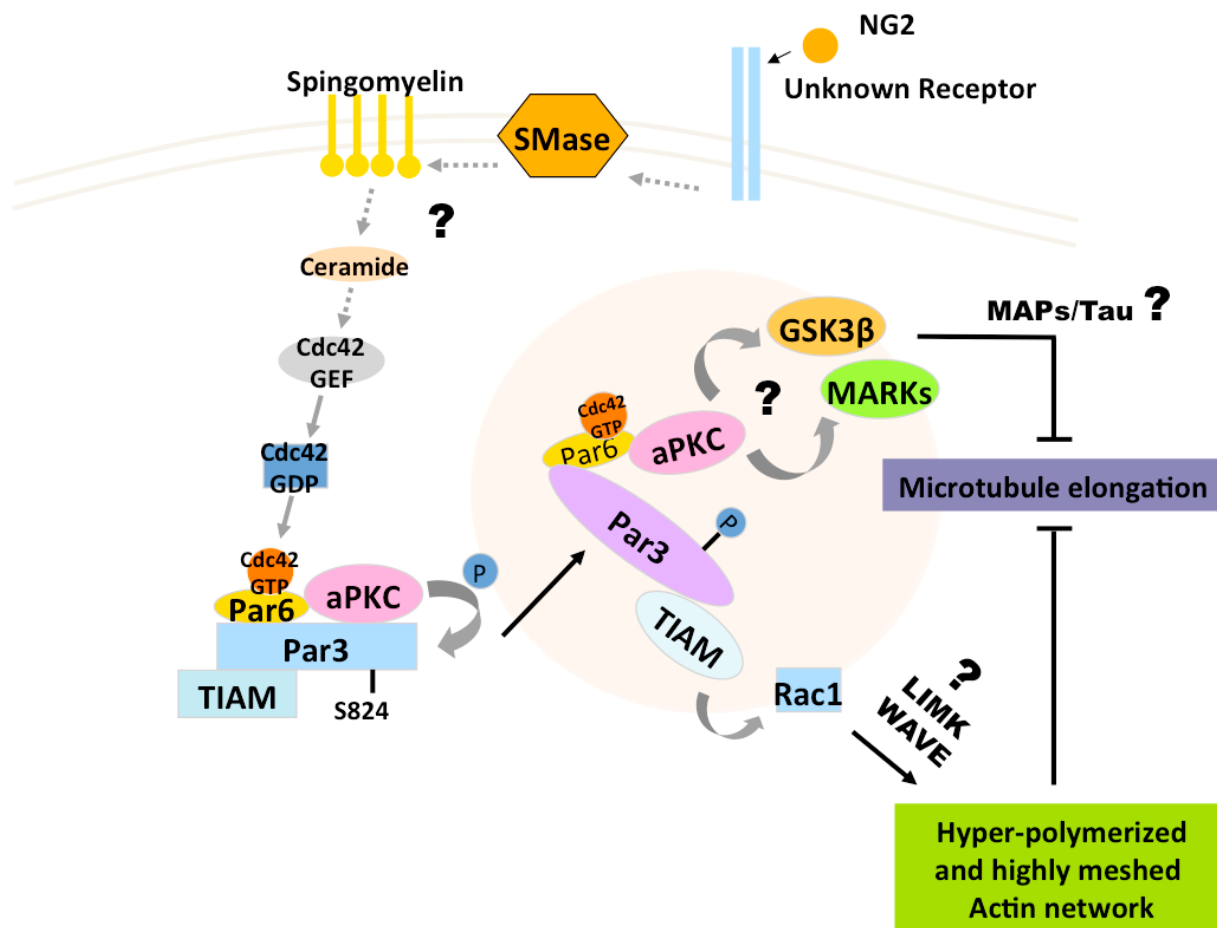 NG2
Unknown Receptor
Spingomyelin
SMase
?
Ceramide
Cdc42
GEF
Cdc42
GDP
Cdc42
GTP
Par6
aPKC
P
Par3
TIAM
S824
GSK3β
MARKs
?
Cdc42
GTP
Par6
aPKC
Par3
P
TIAM
Rac1
MAPs/Tau ?
Microtubule elongation
?
LIMK
WAVE
Hyper-polymerized
and highly meshed
Actin network